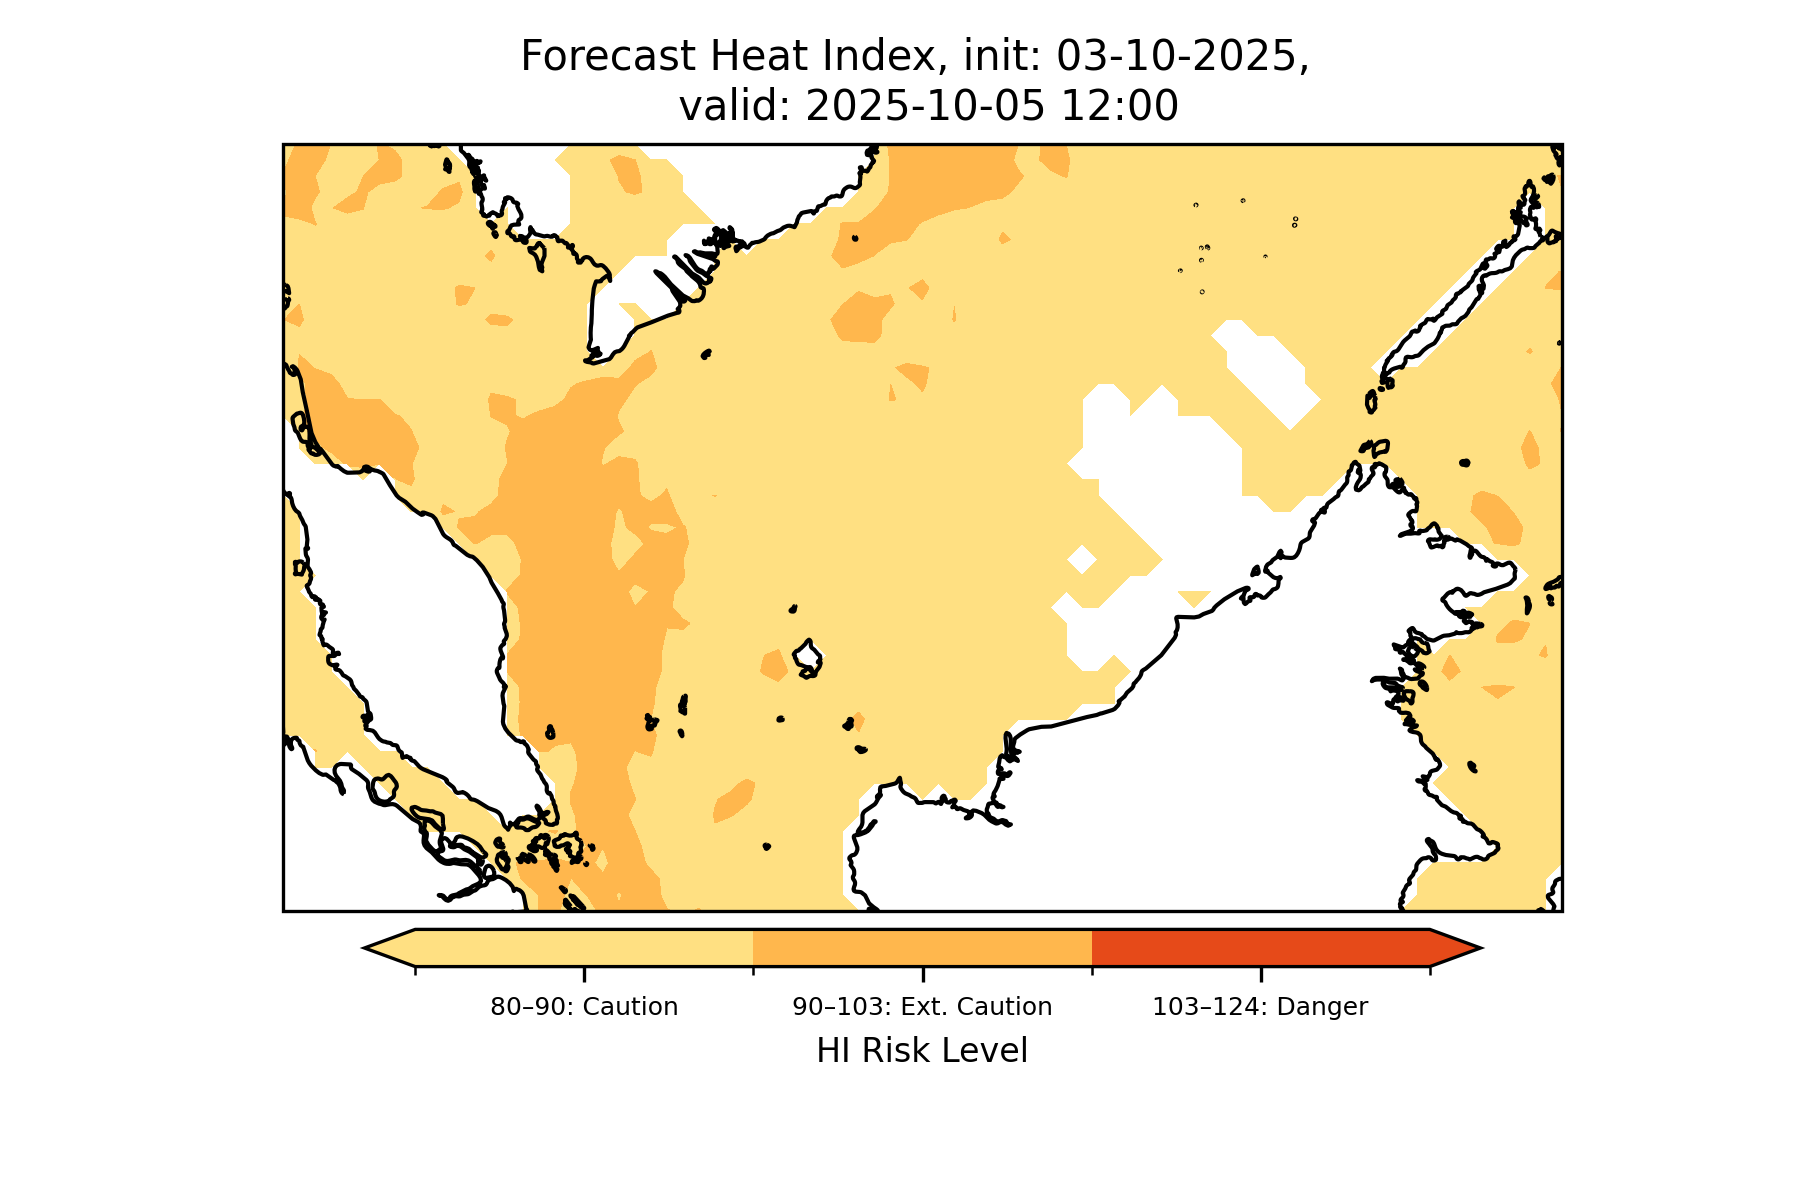 Forecast Heat Index, init: 03-10-2025,
valid: 2025-10-05 12:00
80–90: Caution
90–103: Ext. Caution
103–124: Danger
HI Risk Level